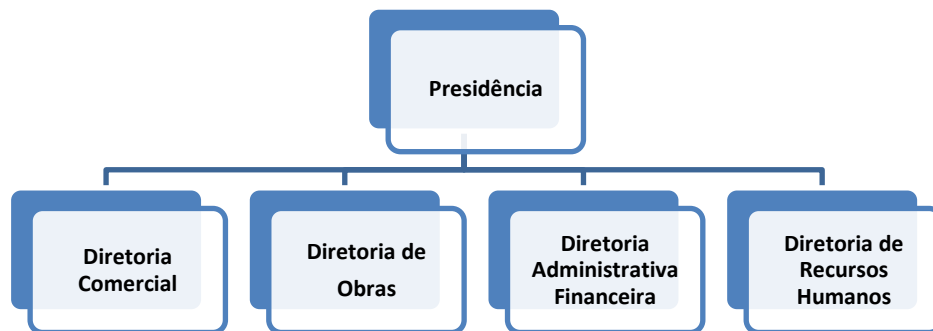 Presidência
Diretoria
Comercial
Diretoria de
Obras
Diretoria
Administrativa
Financeira
Diretoria de
Recursos
Humanos